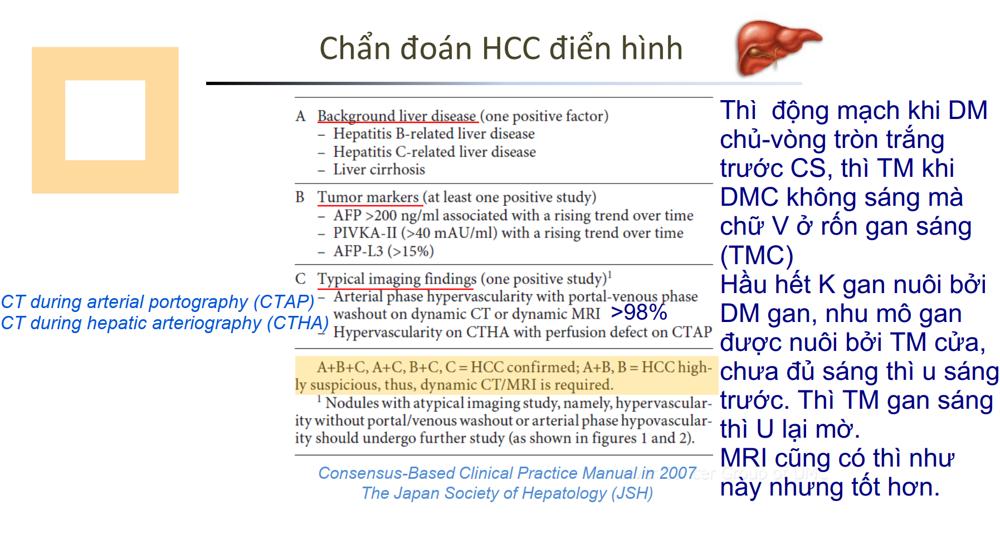 Chẩn đoán HCC điển hình
A Background liver disease (one positive factor)
– Hepatitis B-related liver disease
– Hepatitis C-related liver disease
– Liver cirrhosis
B Tumor markers (at least one positive study)
– AFP >200 ng/ml associated with a rising trend over time
– PIVKA-II (>40 mAU/ml) with a rising trend over time
– AFP-L3 (>15%)
C Typical imaging findings (one positive study)¹
– Arterial phase hypervascularity with portal-venous phase
washout on dynamic CT or dynamic MRI >98%
– Hypervascularity on CTHA with perfusion defect on CTAP
A+B+C, A+C, B+C, C = HCC confirmed; A+B, B = HCC high-
ly suspicious, thus, dynamic CT/MRI is required.
¹ Nodules with atypical imaging study, namely, hypervascular-
ity without portal/venous washout or arterial phase hypovascular-
ity should undergo further study (as shown in figures 1 and 2).
CT during arterial portography (CTAP)
CT during hepatic arteriography (CTHA)
Consensus-Based Clinical Practice Manual in 2007
The Japan Society of Hepatology (JSH)
Thì động mạch khi DM
chủ-vòng tròn trắng
trước CS, thì TM khi
DMC không sáng mà
chữ V ở rốn gan sáng
(TMC)
Hầu hết K gan nuôi bởi
DM gan, nhu mô gan
được nuôi bởi TM cửa,
chưa đủ sáng thì u sáng
trước. Thì TM gan sáng
thì U lại mờ.
MRI cũng có thì như
này nhưng tốt hơn.
Group of UMC